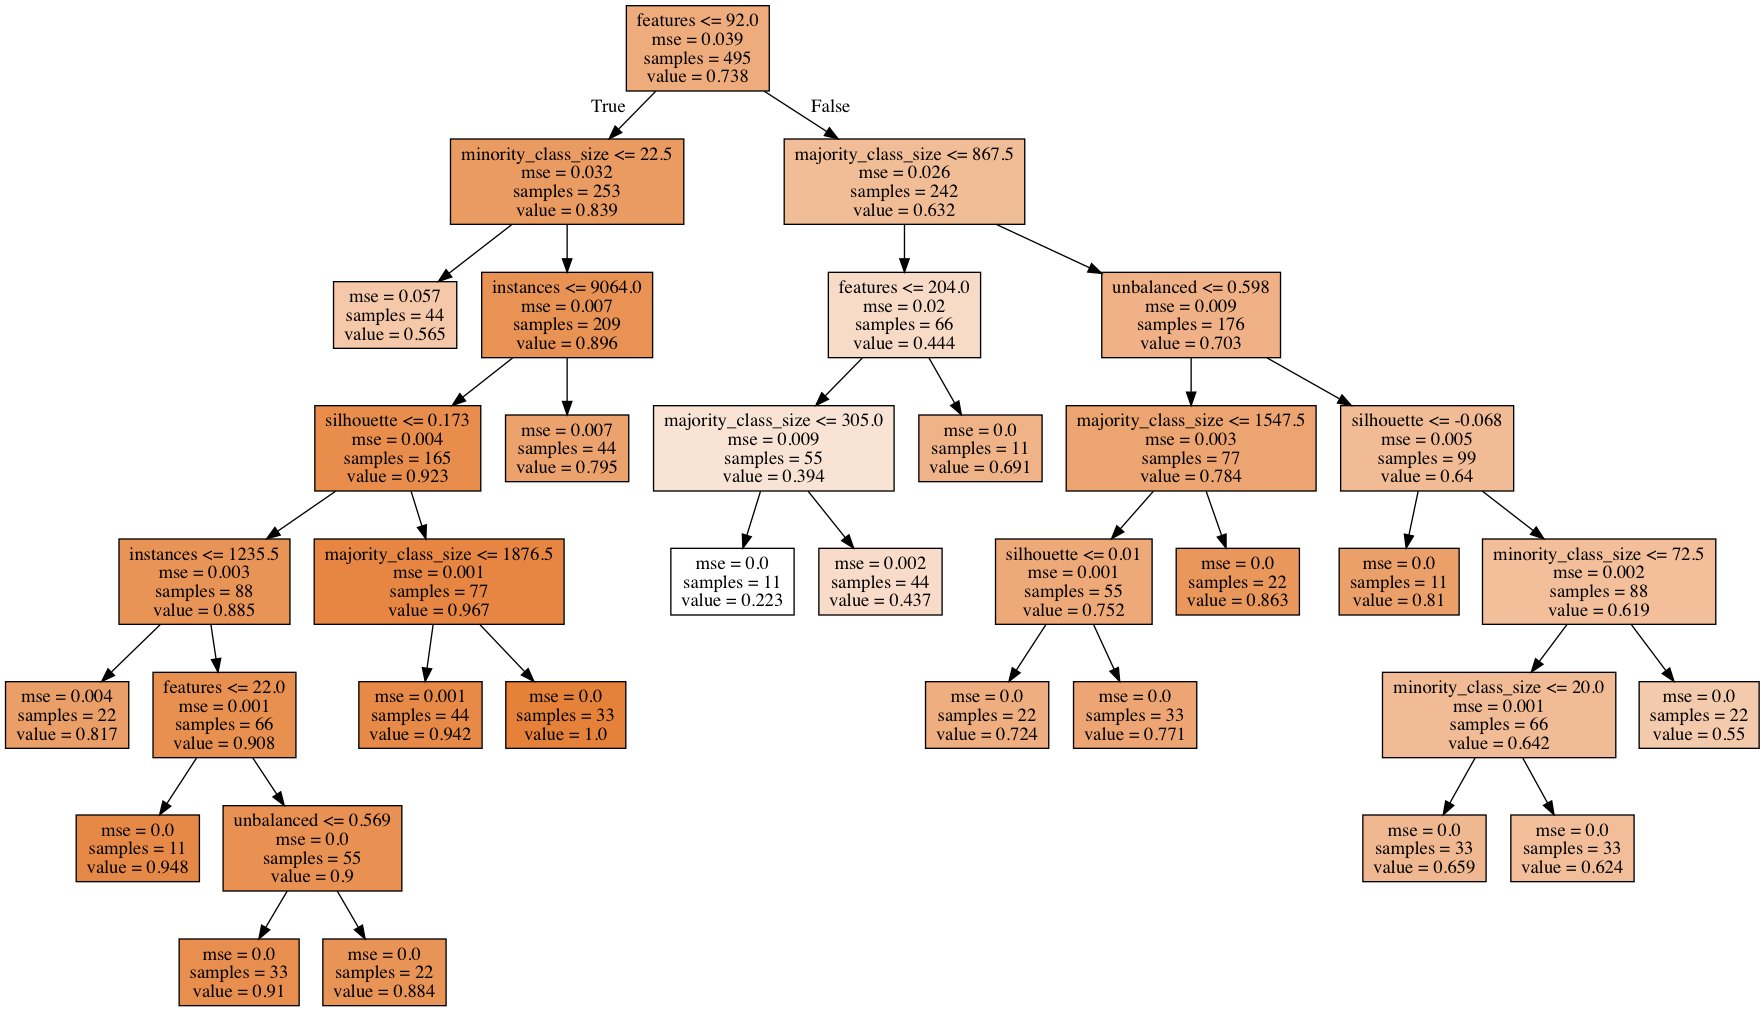 features <= 92.0
mse = 0.039
samples = 495
value = 0.738
True
False
minority_class_size <= 22.5
mse = 0.032
samples = 253
value = 0.839
majority_class_size <= 867.5
mse = 0.026
samples = 242
value = 0.632
mse = 0.057
samples = 44
value = 0.565
instances <= 9064.0
mse = 0.007
samples = 209
value = 0.896
features <= 204.0
mse = 0.02
samples = 66
value = 0.444
unbalanced <= 0.598
mse = 0.009
samples = 176
value = 0.703
silhouette <= 0.173
mse = 0.004
samples = 165
value = 0.923
mse = 0.007
samples = 44
value = 0.795
majority_class_size <= 305.0
mse = 0.009
samples = 55
value = 0.394
mse = 0.0
samples = 11
value = 0.691
majority_class_size <= 1547.5
mse = 0.003
samples = 77
value = 0.784
silhouette <= -0.068
mse = 0.005
samples = 99
value = 0.64
instances <= 1235.5
mse = 0.003
samples = 88
value = 0.885
majority_class_size <= 1876.5
mse = 0.001
samples = 77
value = 0.967
mse = 0.0
samples = 11
value = 0.223
mse = 0.002
samples = 44
value = 0.437
silhouette <= 0.01
mse = 0.001
samples = 55
value = 0.752
mse = 0.0
samples = 22
value = 0.863
mse = 0.0
samples = 11
value = 0.81
minority_class_size <= 72.5
mse = 0.002
samples = 88
value = 0.619
mse = 0.004
samples = 22
value = 0.817
features <= 22.0
mse = 0.001
samples = 66
value = 0.908
mse = 0.001
samples = 44
value = 0.942
mse = 0.0
samples = 33
value = 1.0
mse = 0.0
samples = 22
value = 0.724
mse = 0.0
samples = 33
value = 0.771
minority_class_size <= 20.0
mse = 0.001
samples = 66
value = 0.642
mse = 0.0
samples = 22
value = 0.55
mse = 0.0
samples = 11
value = 0.948
unbalanced <= 0.569
mse = 0.0
samples = 55
value = 0.9
mse = 0.0
samples = 33
value = 0.659
mse = 0.0
samples = 33
value = 0.624
mse = 0.0
samples = 33
value = 0.91
mse = 0.0
samples = 22
value = 0.884